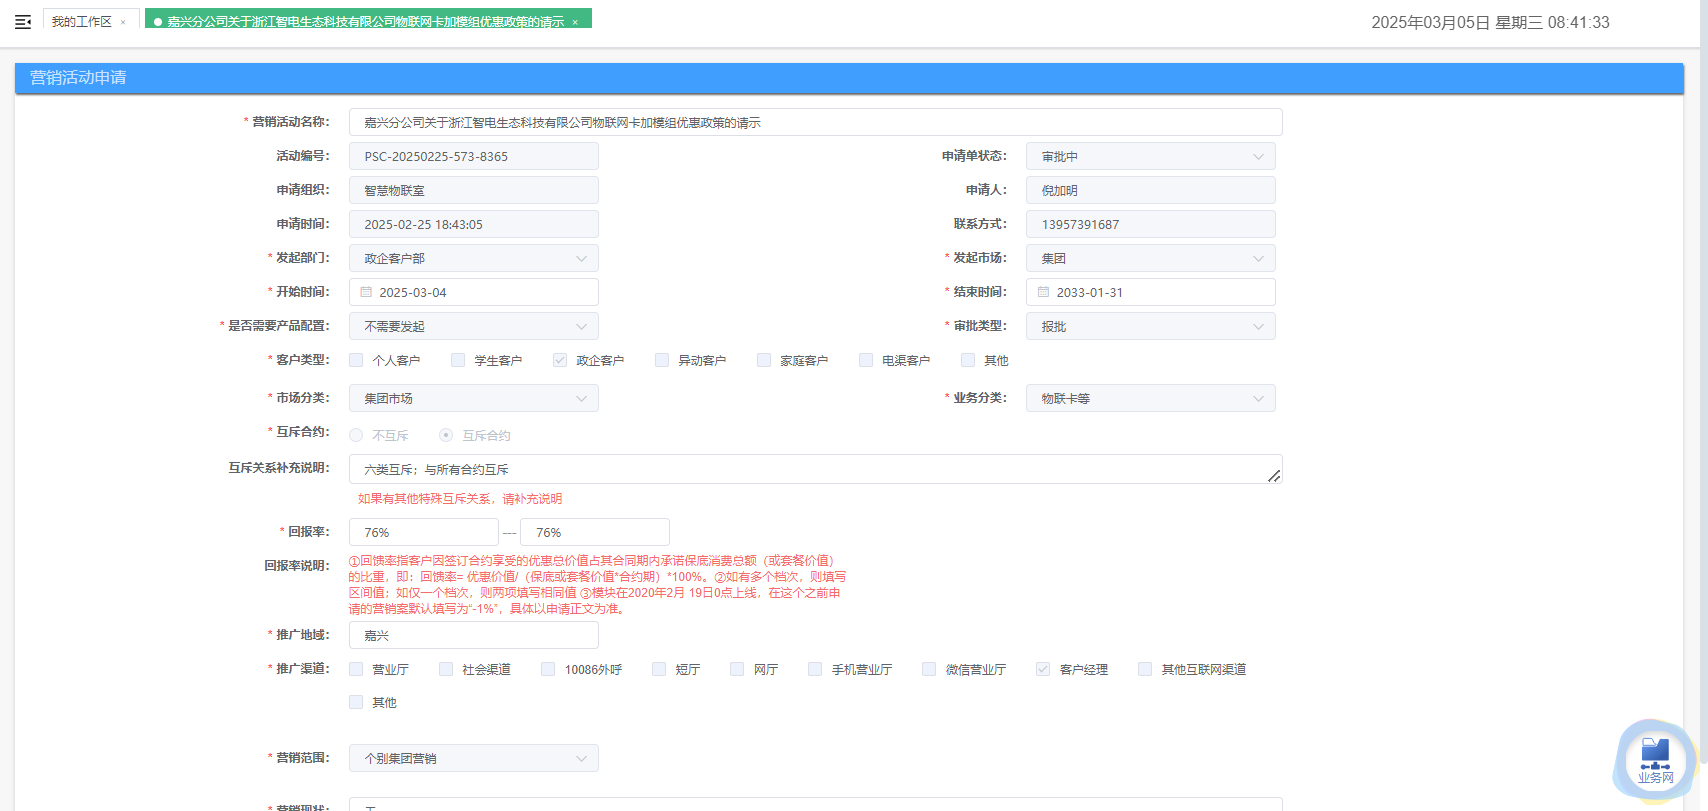 我的工作区 ×
嘉兴分公司关于浙江智电生态科技有限公司物联网卡加模组优惠政策的请示 ×
2025年03月05日 星期三 08:41:33
营销活动申请
* 营销活动名称: 嘉兴分公司关于浙江智电生态科技有限公司物联网卡加模组优惠政策的请示
活动编号: PSC-20250225-573-8365 申请单状态: 审批中
申请组织: 智慧物联室 申请人: 倪加明
申请时间: 2025-02-25 18:43:05 联系方式: 13957391687
* 发起部门: 政企客户部 * 发起市场: 集团
* 开始时间: 2025-03-04 * 结束时间: 2033-01-31
* 是否需要产品配置: 不需要发起 * 审批类型: 报批
* 客户类型: 个人客户 学生客户 政企客户 异动客户 家庭客户 电渠客户 其他
* 市场分类: 集团市场 * 业务分类: 物联卡等
* 互斥合约: 不互斥 互斥合约
互斥关系补充说明: 六类互斥；与所有合约互斥
如果有其他特殊互斥关系，请补充说明
* 回报率: 76% --- 76%
回报率说明: ①回馈率指客户因签订合约享受的优惠总价值占其合同期内承诺保底消费总额（或套餐价值）
的比重，即：回馈率= 优惠价值/（保底或套餐价值*合约期）*100%。②如有多个档次，则填写
区间值；如仅一个档次，则两项填写相同值 ③模块在2020年2月 19日0点上线，在这个之前申
请的营销案默认填写为“-1%”，具体以申请正文为准。
* 推广地域: 嘉兴
* 推广渠道: 营业厅 社会渠道 10086外呼 短厅 网厅 手机营业厅 微信营业厅 客户经理 其他互联网渠道
其他
* 营销范围: 个别集团营销
业务网
* 营销现状: 无